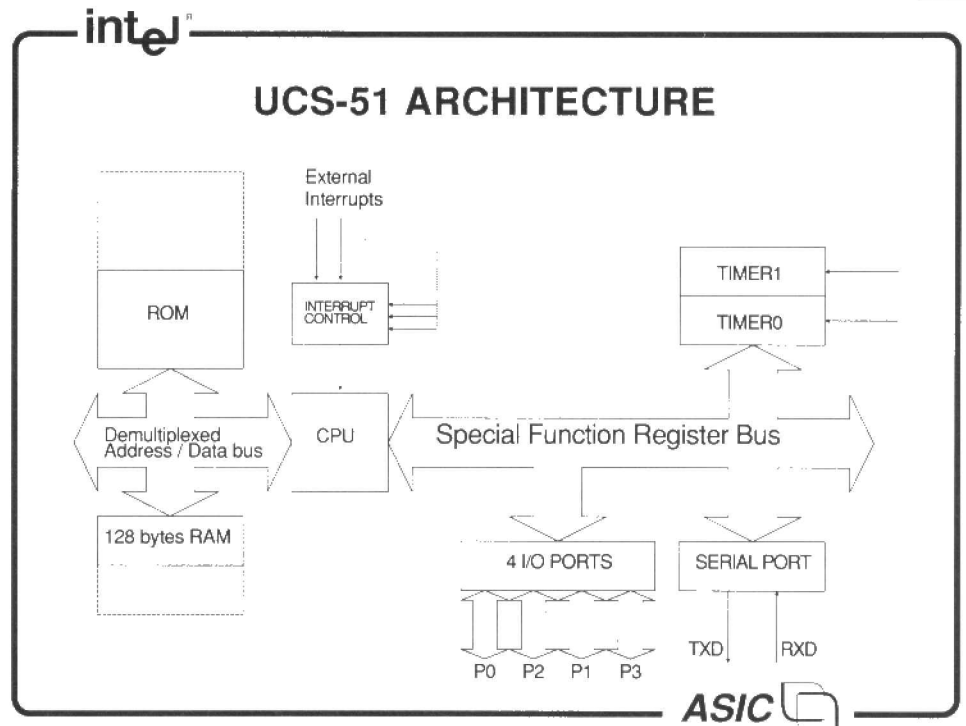 intel
UCS-51 ARCHITECTURE
External
Interrupts
ROM
INTERRUPT
CONTROL
TIMER1
TIMER0
Demultiplexed
Address / Data bus
CPU
Special Function Register Bus
128 bytes RAM
4 I/O PORTS
SERIAL PORT
TXD
RXD
P0
P2
P1
P3
ASIC